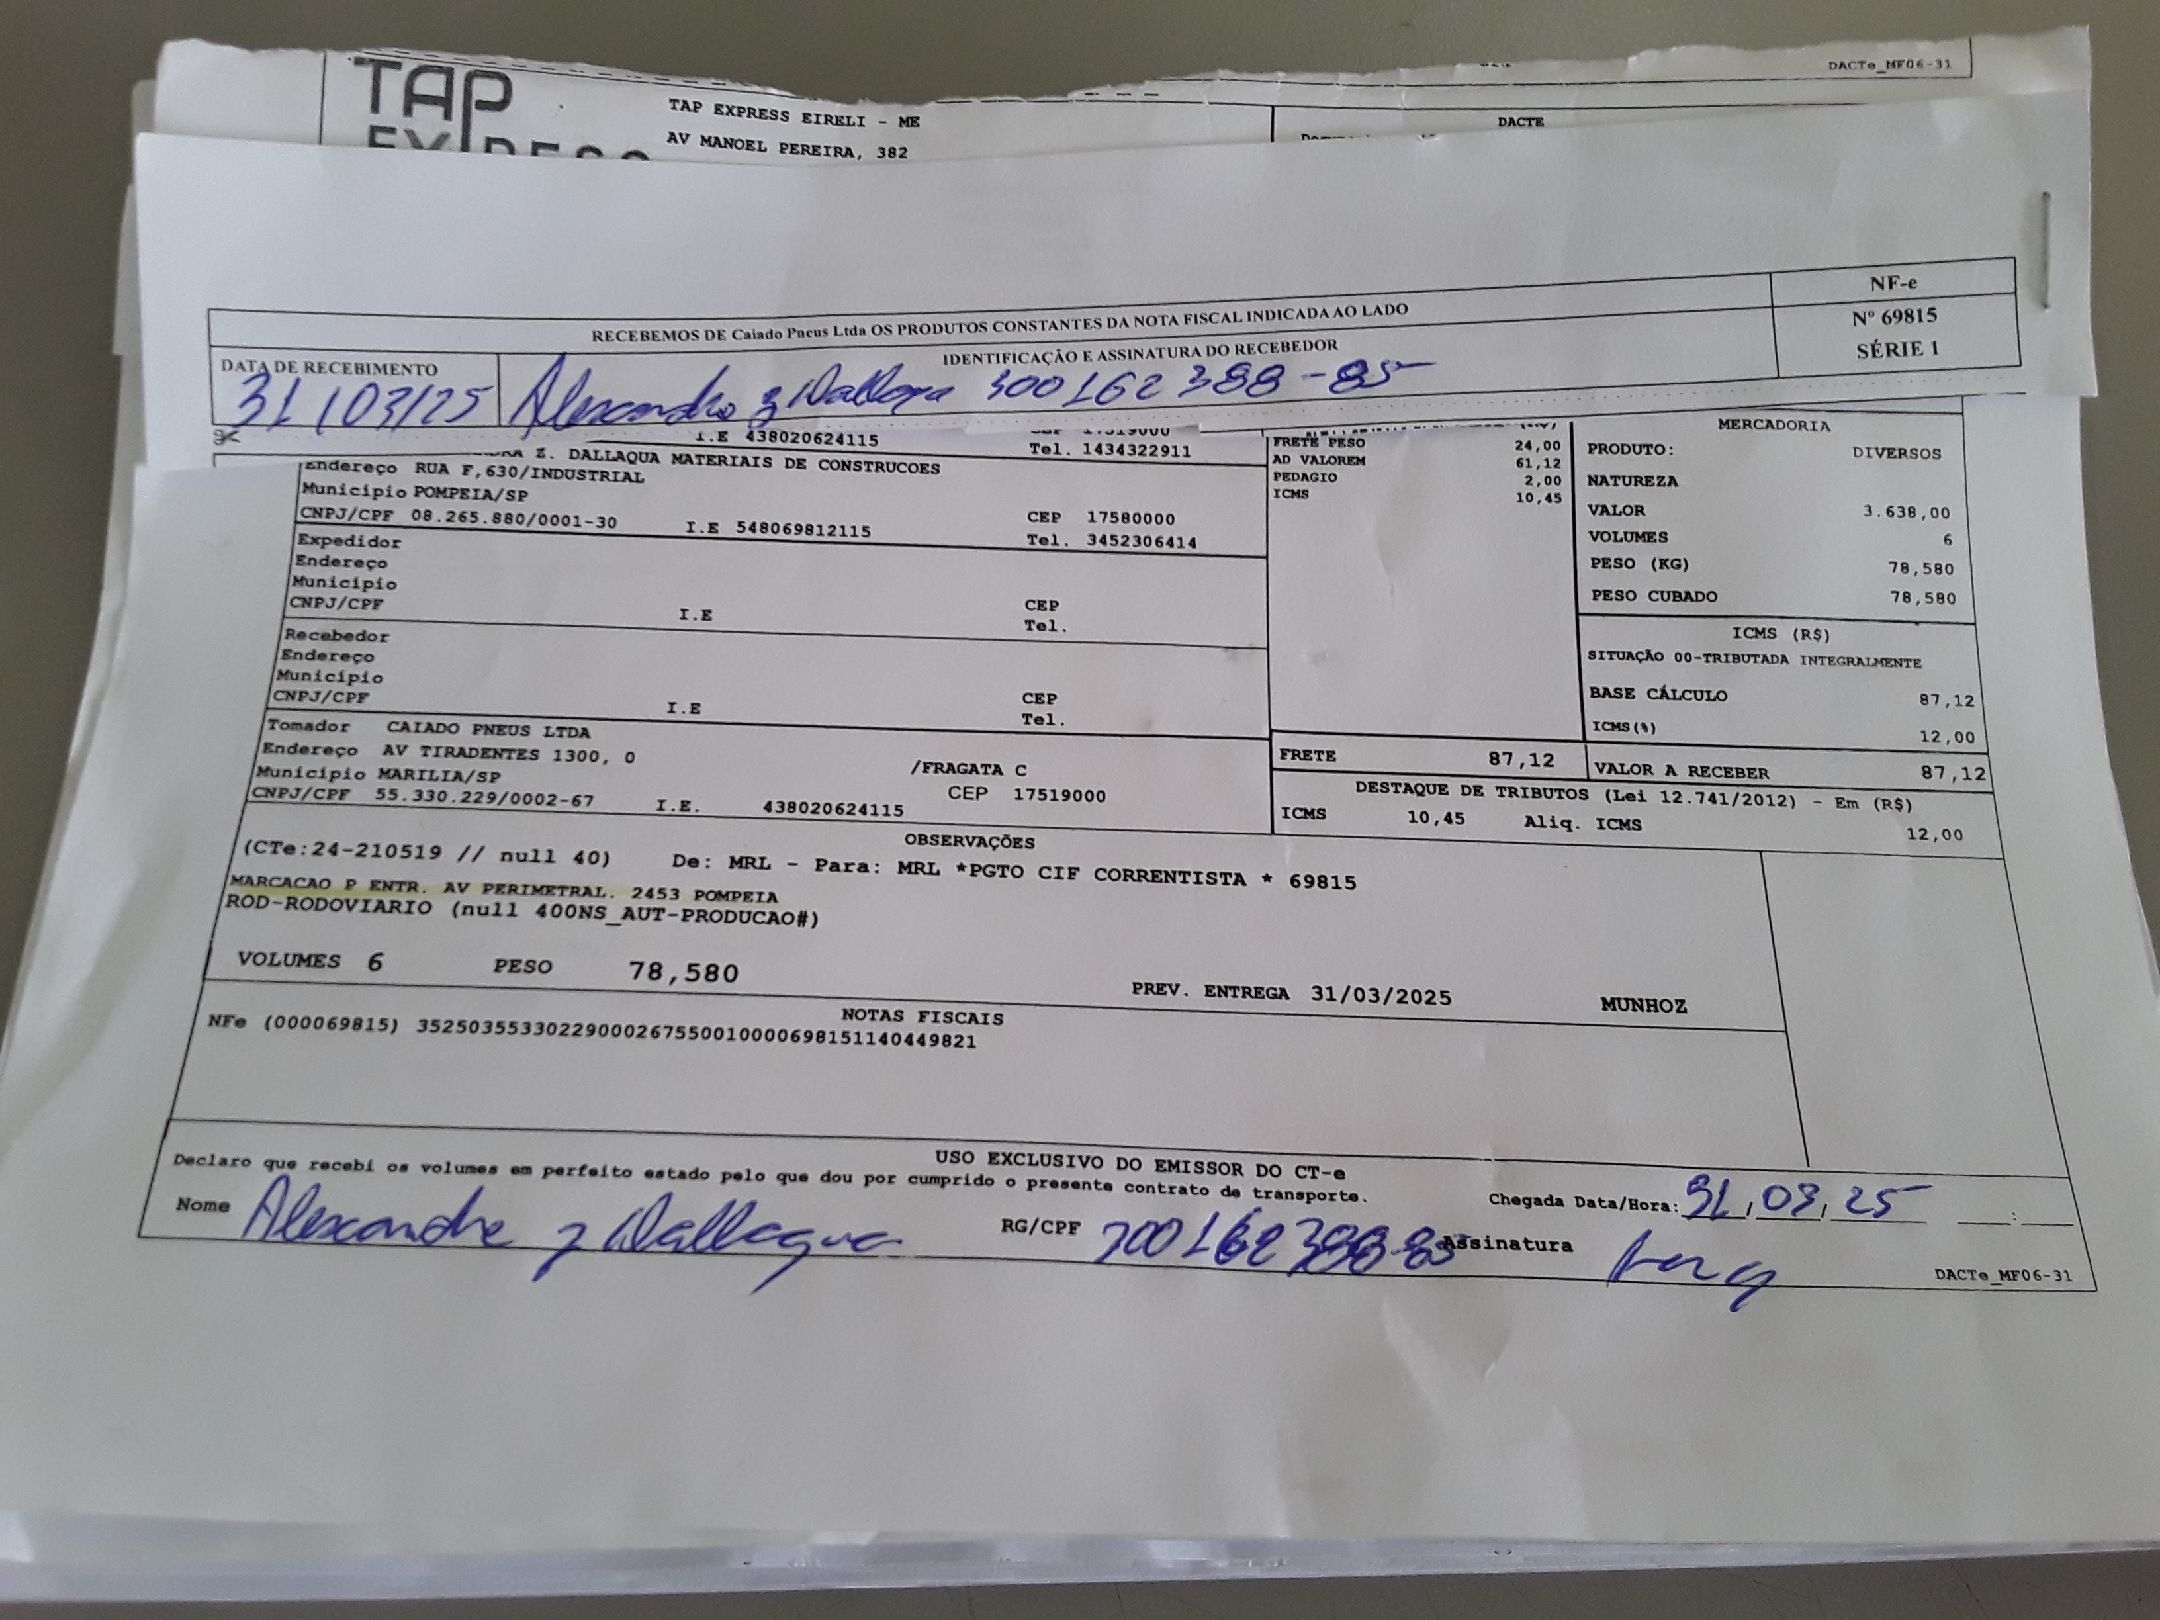 DACTe_MF06-31
TAP
TAP EXPRESS EIRELI - ME
DACTE
AV MANOEL PEREIRA, 382
NF-e
RECEBEMOS DE Caiado Pneus Ltda OS PRODUTOS CONSTANTES DA NOTA FISCAL INDICADA AO LADO
Nº 69815
SÉRIE 1
DATA DE RECEBIMENTO
IDENTIFICAÇÃO E ASSINATURA DO RECEBEDOR
31/03/25 Alexandre z Dallaqua 300162388-85
I.E 438020624115
Tel. 1434322911
Z. DALLAQUA MATERIAIS DE CONSTRUCOES
Endereço RUA F,630/INDUSTRIAL
Município POMPEIA/SP
CNPJ/CPF 08.265.880/0001-30 I.E 548069812115
CEP 17580000
Tel. 3452306414
Expedidor
Endereço
Município
CNPJ/CPF I.E
CEP
Tel.
Recebedor
Endereço
Município
CNPJ/CPF I.E
CEP
Tel.
Tomador CAIADO PNEUS LTDA
Endereço AV TIRADENTES 1300, 0 /FRAGATA C
Município MARILIA/SP CEP 17519000
CNPJ/CPF 55.330.229/0002-67 I.E. 438020624115
FRETE PESO 24,00
AD VALOREM 61,12
PEDAGIO 2,00
ICMS 10,45
MERCADORIA
PRODUTO: DIVERSOS
NATUREZA
VALOR 3.638,00
VOLUMES 6
PESO (KG) 78,580
PESO CUBADO 78,580
ICMS (R$)
SITUAÇÃO 00-TRIBUTADA INTEGRALMENTE
BASE CÁLCULO 87,12
ICMS(%) 12,00
FRETE 87,12 VALOR A RECEBER 87,12
DESTAQUE DE TRIBUTOS (Lei 12.741/2012) - Em (R$)
ICMS 10,45 Aliq. ICMS 12,00
OBSERVAÇÕES
(CTe:24-210519 // null 40) De: MRL - Para: MRL *PGTO CIF CORRENTISTA * 69815
MARCACAO P ENTR. AV PERIMETRAL. 2453 POMPEIA
ROD-RODOVIARIO (null 400NS_AUT-PRODUCAO#)
VOLUMES 6 PESO 78,580 PREV. ENTREGA 31/03/2025 MUNHOZ
NOTAS FISCAIS
NFe (000069815) 35250355330229000267550010000698151140449821
USO EXCLUSIVO DO EMISSOR DO CT-e
Declaro que recebi os volumes em perfeito estado pelo que dou por cumprido o presente contrato de transporte.
Chegada Data/Hora: 31,03,25 :
Nome Alexandre z Dallaqua RG/CPF 300162388-85 Assinatura
DACTe_MF06-31